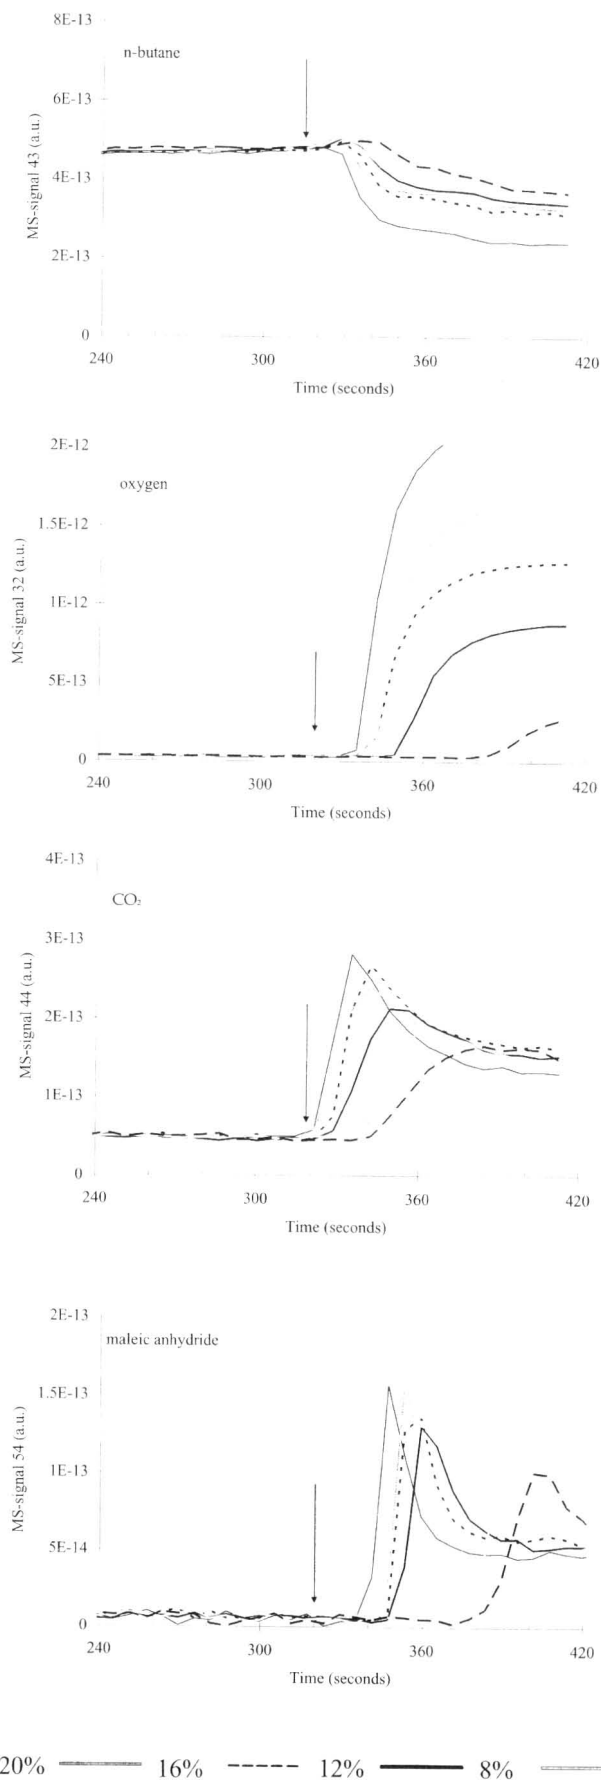 8E-13
n-butane
6E-13
4E-13
2E-13
0
MS-signal 43 (a.u.)
240 300 360 420
Time (seconds)
2E-12
oxygen
1.5E-12
1E-12
5E-13
0
MS-signal 32 (a.u.)
240 300 360 420
Time (seconds)
4E-13
CO₂
3E-13
2E-13
1E-13
0
MS-signal 44 (a.u.)
240 300 360 420
Time (seconds)
2E-13
maleic anhydride
1.5E-13
1E-13
5E-14
0
MS-signal 54 (a.u.)
240 300 360 420
Time (seconds)
20% 16% 12% 8%